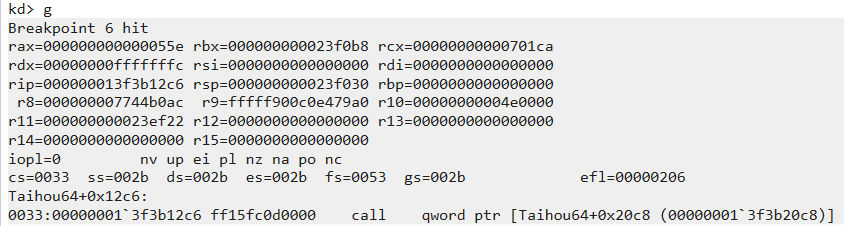 kd> g
Breakpoint 6 hit
rax=000000000000055e rbx=000000000023f0b8 rcx=00000000000701ca
rdx=00000000fffffffc rsi=0000000000000000 rdi=0000000000000000
rip=000000013f3b12c6 rsp=000000000023f030 rbp=0000000000000000
r8=000000007744b0ac r9=fffff900c0e479a0 r10=00000000004e0000
r11=000000000023ef22 r12=0000000000000000 r13=0000000000000000
r14=0000000000000000 r15=0000000000000000
iopl=0 nv up ei pl nz na po nc
cs=0033 ss=002b ds=002b es=002b fs=0053 gs=002b efl=00000206
Taihou64+0x12c6:
0033:00000001`3f3b12c6 ff15fc0d0000 call qword ptr [Taihou64+0x20c8 (00000001`3f3b20c8)]